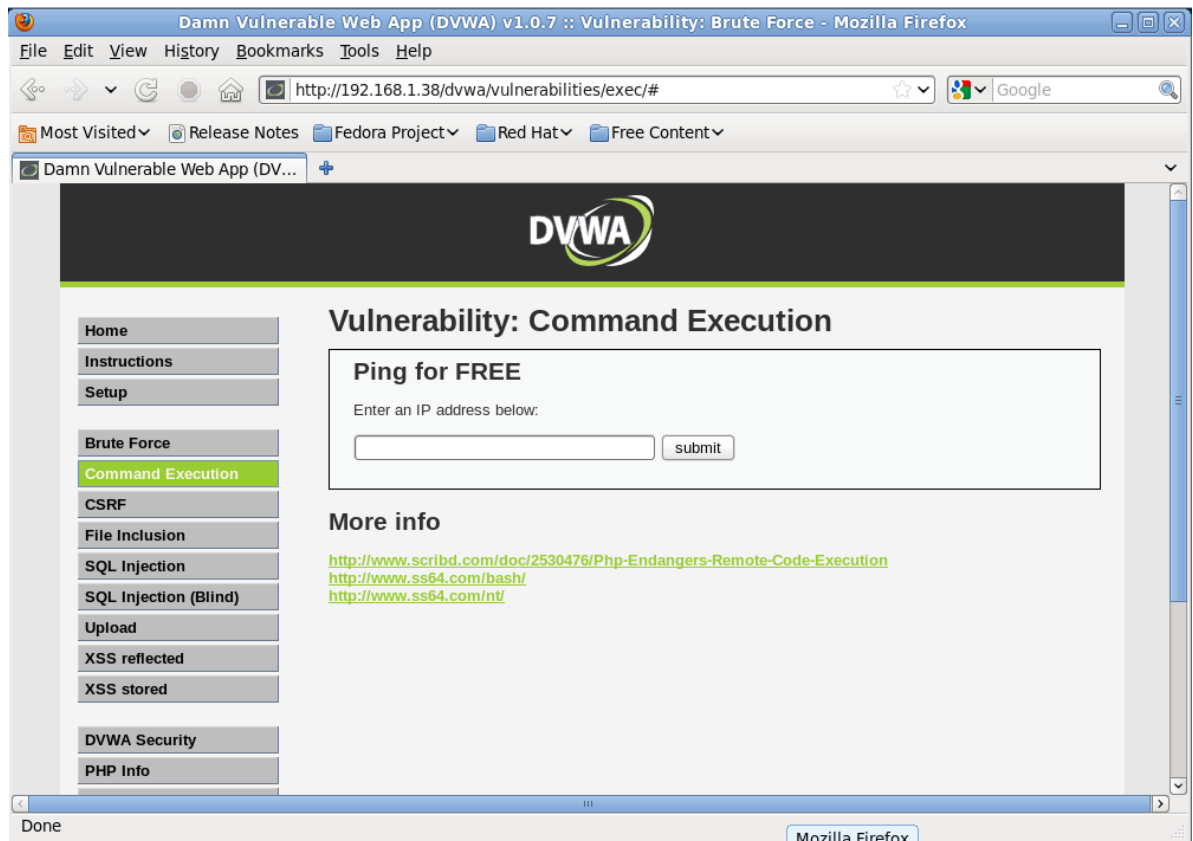 Damn Vulnerable Web App (DVWA) v1.0.7 :: Vulnerability: Brute Force - Mozilla Firefox
File Edit View History Bookmarks Tools Help
http://192.168.1.38/dvwa/vulnerabilities/exec/#
Google
Most Visited Release Notes Fedora Project Red Hat Free Content
Damn Vulnerable Web App (DV...
DVWA
Home
Instructions
Setup
Brute Force
Command Execution
CSRF
File Inclusion
SQL Injection
SQL Injection (Blind)
Upload
XSS reflected
XSS stored
DVWA Security
PHP Info
Vulnerability: Command Execution
Ping for FREE
Enter an IP address below:
submit
More info
http://www.scribd.com/doc/2530476/Php-Endangers-Remote-Code-Execution
http://www.ss64.com/bash/
http://www.ss64.com/nt/
Done
Mozilla Firefox